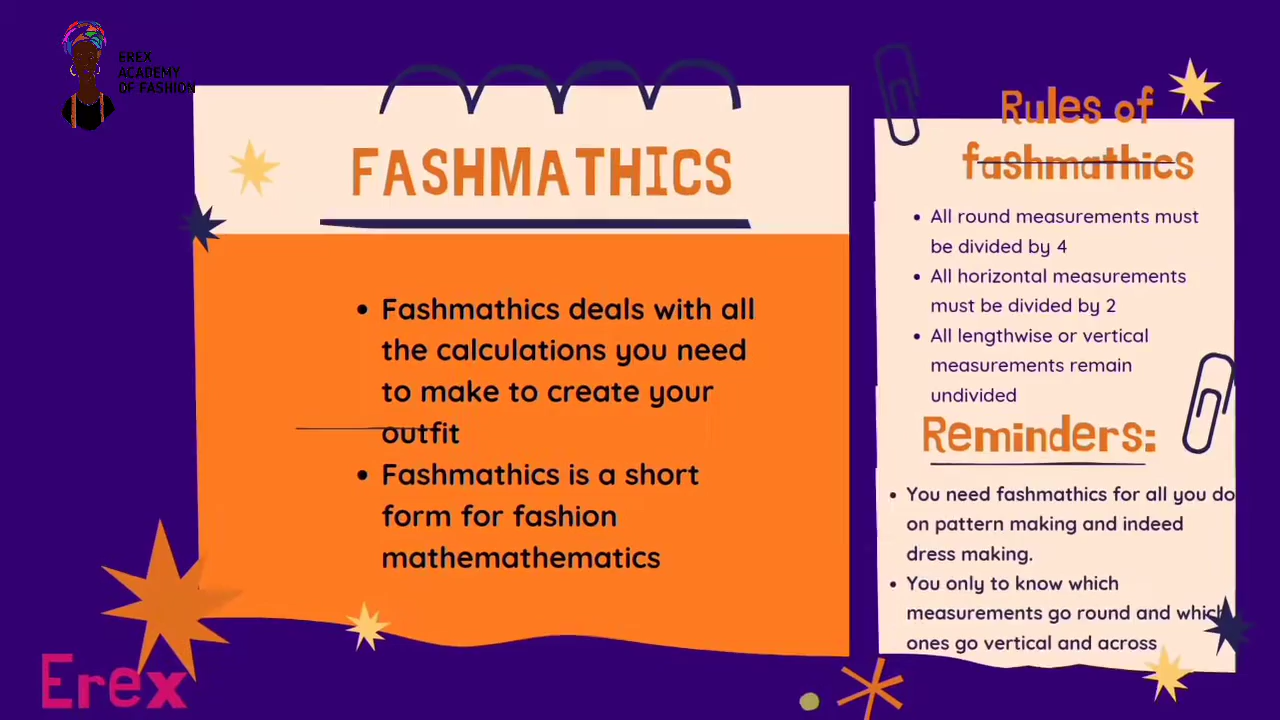 EREX
ACADEMY
OF FASHION
FASHMATHICS
Fashmathics deals with all
the calculations you need
to make to create your
outfit
Fashmathics is a short
form for fashion
mathemathematics
Rules of
fashmathics
All round measurements must
be divided by 4
All horizontal measurements
must be divided by 2
All lengthwise or vertical
measurements remain
undivided
Reminders:
You need fashmathics for all you do
on pattern making and indeed
dress making.
You only to know which
measurements go round and which
ones go vertical and across
Erex